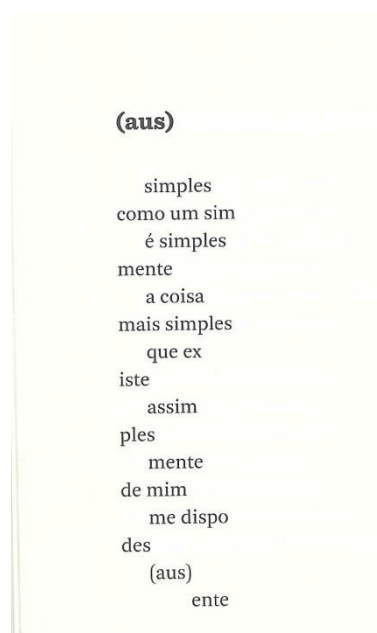 (aus)
simples
como um sim
é simples
mente
a coisa
mais simples
que ex
iste
assim
ples
mente
de mim
me dispo
des
(aus)
ente